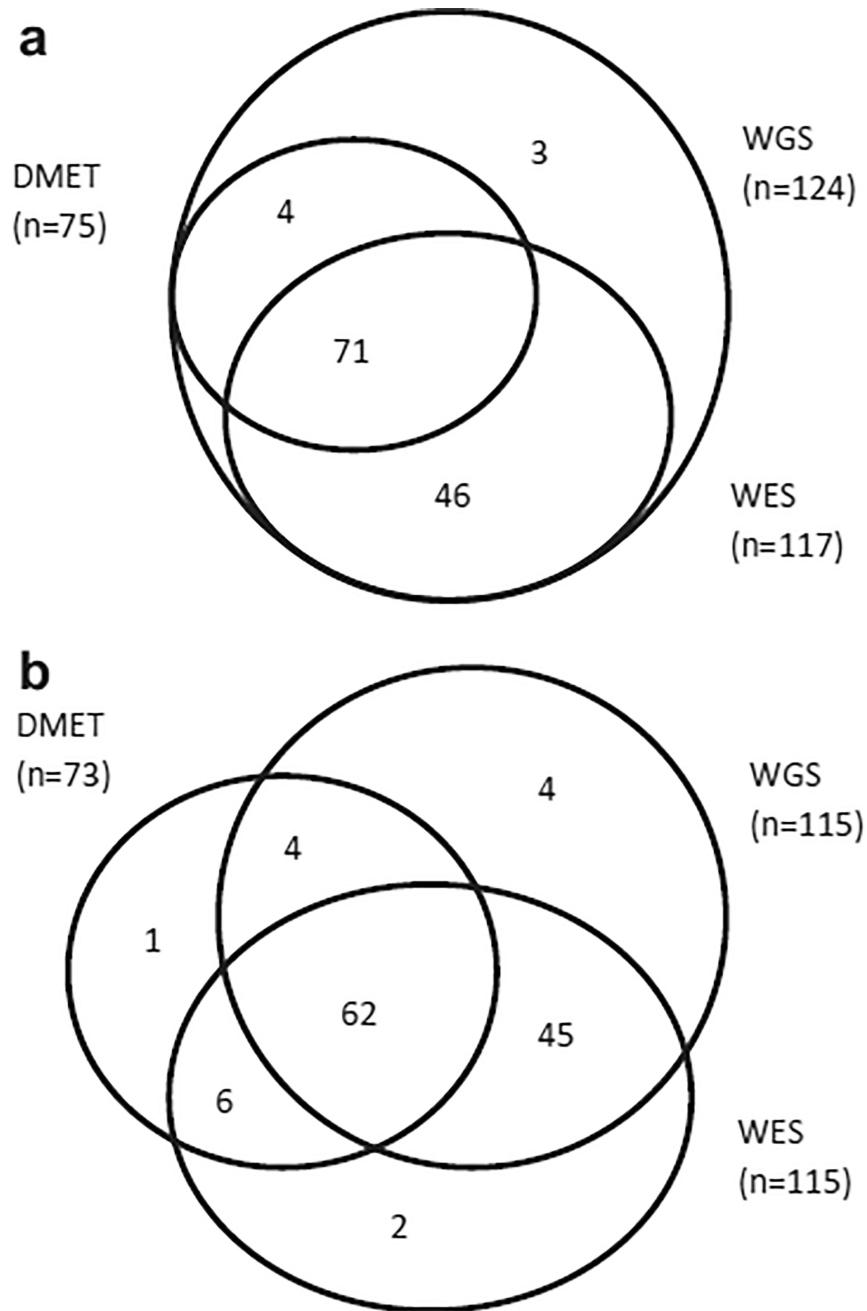 a
3
WGS
(n=124)
DMET
(n=75)
4
71
46
WES
(n=117)
b
DMET
(n=73)
4
WGS
(n=115)
4
1
62
45
6
WES
(n=115)
2